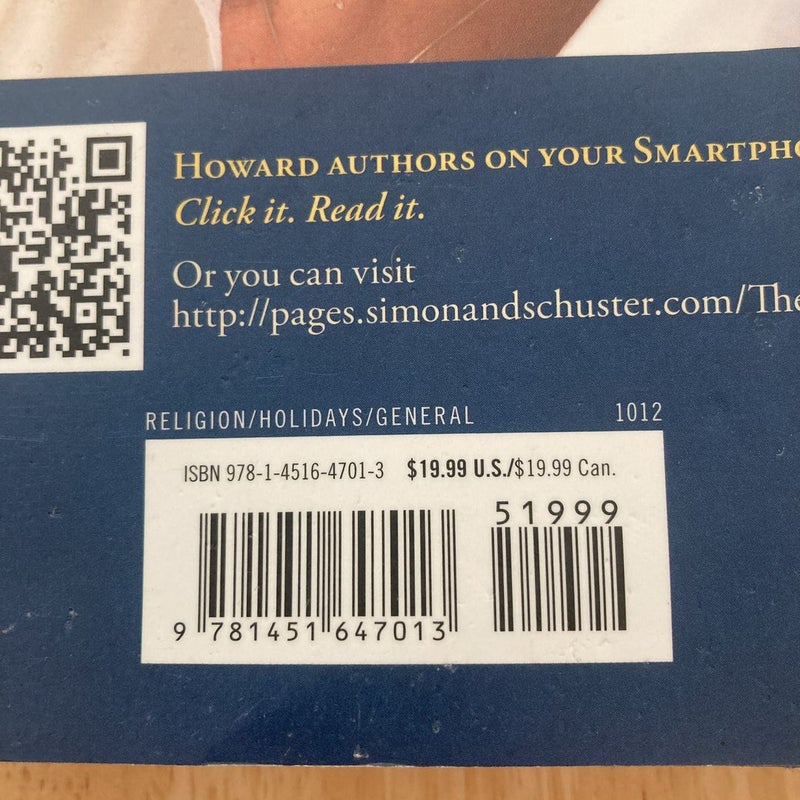 HOWARD AUTHORS ON YOUR SMARTPHO
Click it. Read it.
Or you can visit
http://pages.simonandschuster.com/The
RELIGION/HOLIDAYS/GENERAL 1012
ISBN 978-1-4516-4701-3 $19.99 U.S./$19.99 Can.
51999
9 781451 647013